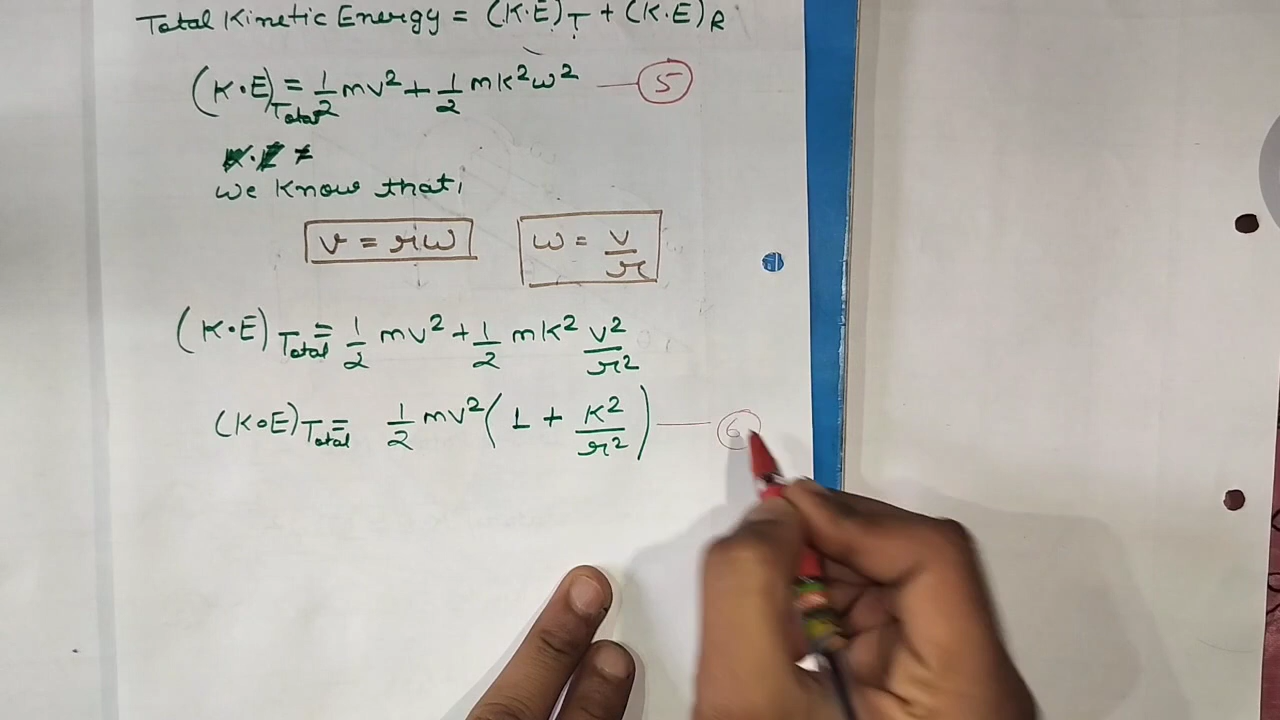 Total Kinetic Energy = (K.E)T + (K.E)R
(K.E)Total = 1/2 mv² + 1/2 mk²ω² — 5
we know that,
v = rω
ω = v/r
(K.E)Total = 1/2 mv² + 1/2 mk² v²/r²
(K.E)Total = 1/2 mv² (1 + k²/r²) — 6